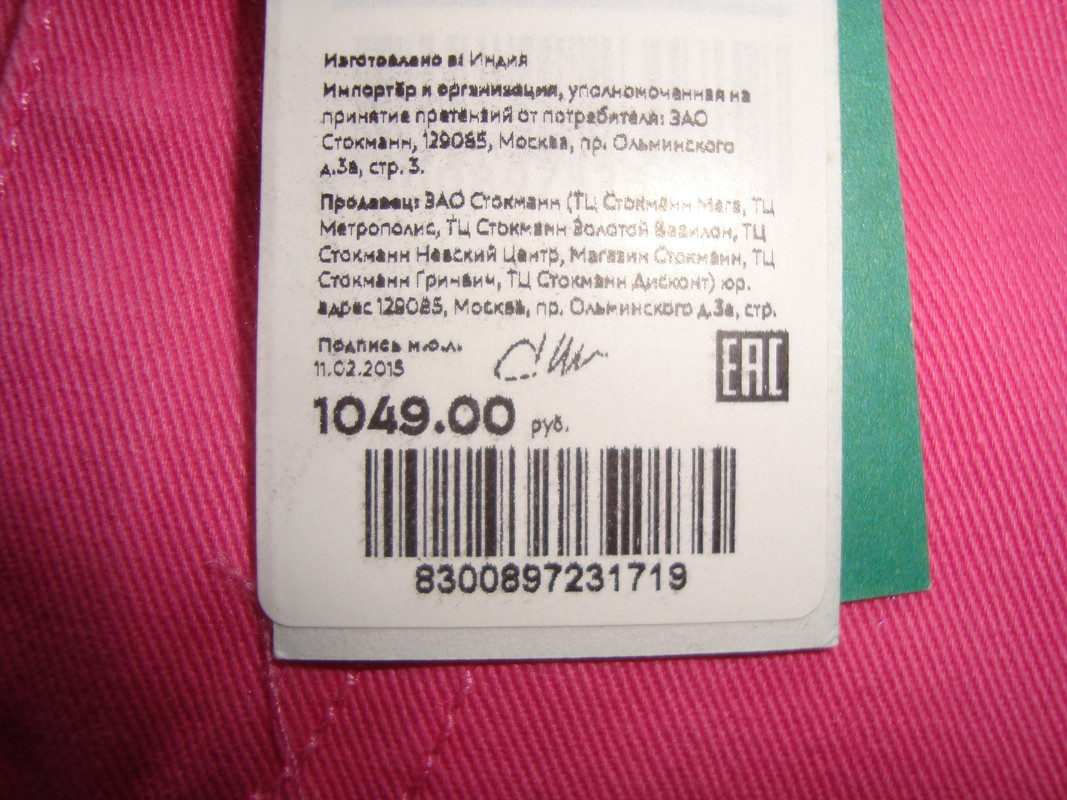 Изготовлено в: Индия
Импортёр и организация, уполномоченная на
принятие претензий от потребителя: ЗАО
Стокманн, 129085, Москва, пр. Ольминского
д.3а, стр. 3.
Продавец: ЗАО Стокманн (ТЦ Стокманн Мега, ТЦ
Метрополис, ТЦ Стокманн Золотой Вавилон, ТЦ
Стокманн Невский Центр, Магазин Стокманн, ТЦ
Стокманн Гринвич, ТЦ Стокманн Дисконт) юр.
адрес 129085, Москва, пр. Ольминского д.3а, стр.
Подпись м.о.л.
11.02.2015
EAC
1049.00 руб.
8300897231719